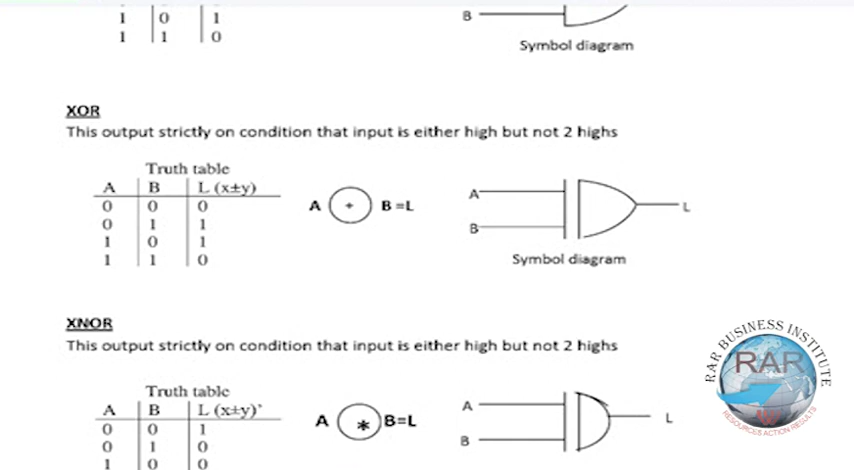 1 0 1
1 1 0
B
Symbol diagram
XOR
This output strictly on condition that input is either high but not 2 highs
Truth table
A B L (x±y)
0 0 0
0 1 1
1 0 1
1 1 0
A + B =L
A
B
L
Symbol diagram
XNOR
This output strictly on condition that input is either high but not 2 highs
Truth table
A B L (x±y)'
0 0 1
0 1 0
1 0 0
A * B=L
A
B
L
RAR BUSINESS INSTITUTE
RAR
RESOURCES ACTION RESULTS